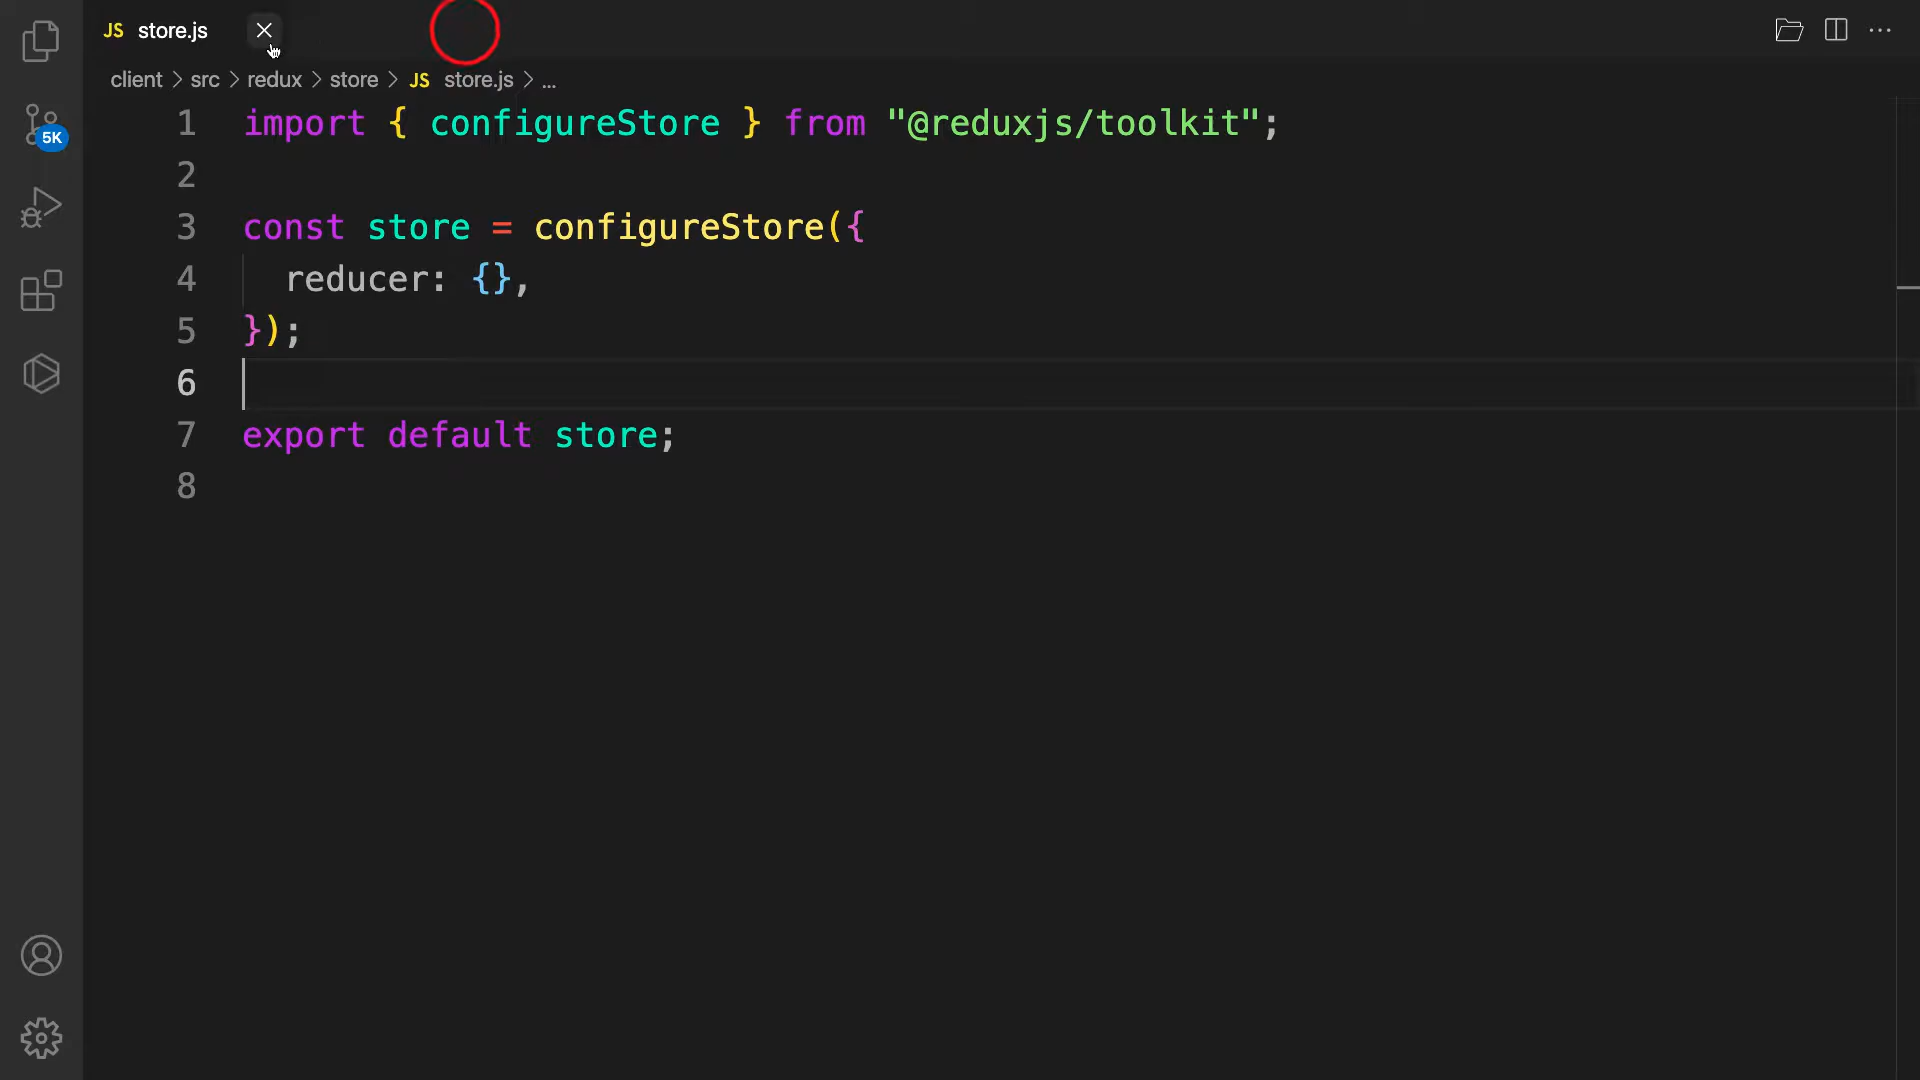 JS store.js
client > src > redux > store > JS store.js > ...
5K
1 import { configureStore } from "@reduxjs/toolkit";
2
3 const store = configureStore({
4 reducer: {},
5 });
6
7 export default store;
8